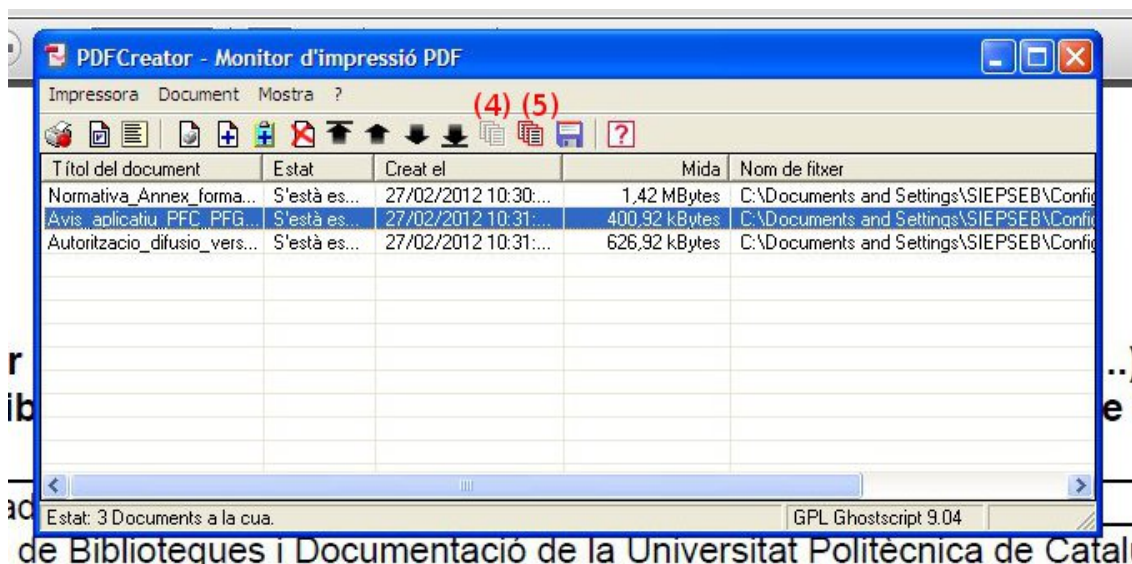 PDFCreator - Monitor d'impressió PDF
Impressora Document Mostra ?
(4) (5)
Títol del document Estat Creat el Mida Nom de fitxer
Normativa_Annex_forma... S'està es... 27/02/2012 10:30:... 1,42 MBytes C:\Documents and Settings\SIEPSEB\Config
Avis_aplicatiu_PFC_PFG... S'està es... 27/02/2012 10:31:... 400,92 kBytes C:\Documents and Settings\SIEPSEB\Config
Autoritzacio_difusio_vers... S'està es... 27/02/2012 10:31:... 626,92 kBytes C:\Documents and Settings\SIEPSEB\Config
r ..)
ib e
ad
Estat: 3 Documents a la cua. GPL Ghostscript 9.04
de Biblioteques i Documentació de la Universitat Politècnica de Catal